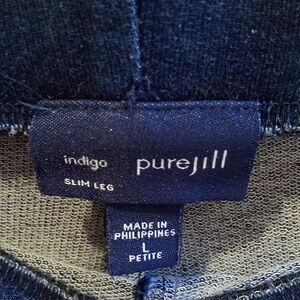 indigo purejill
SLIM LEG
MADE IN
PHILIPPINES
L
PETITE